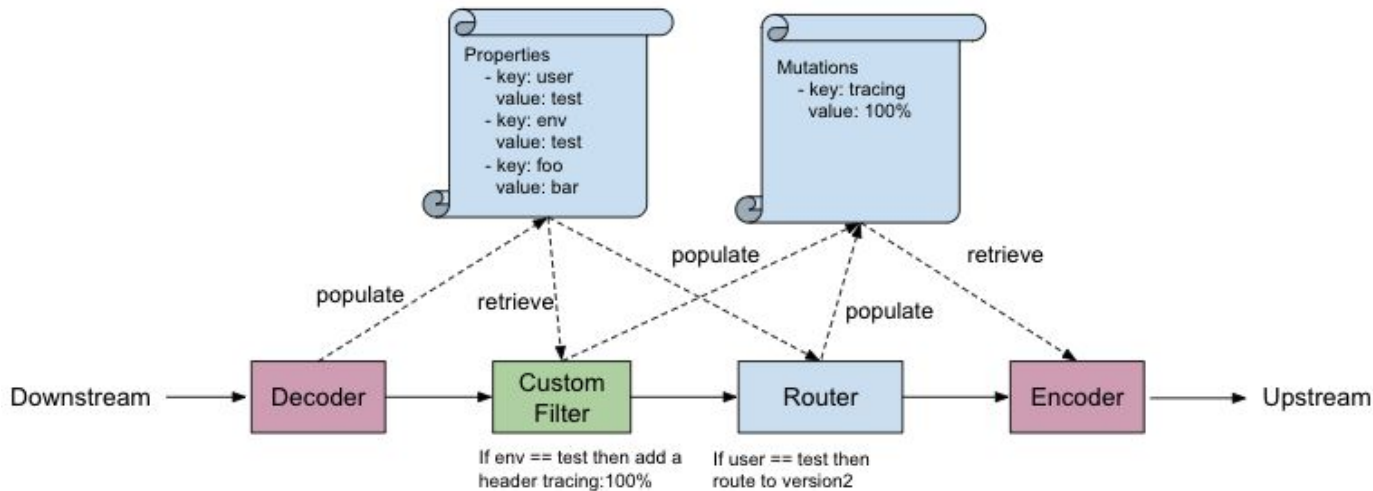 Properties
- key: user
value: test
- key: env
value: test
- key: foo
value: bar
Mutations
- key: tracing
value: 100%
populate
retrieve
populate
populate
retrieve
Downstream
Decoder
Custom
Filter
Router
Encoder
Upstream
If env == test then add a
header tracing:100%
If user == test then
route to version2